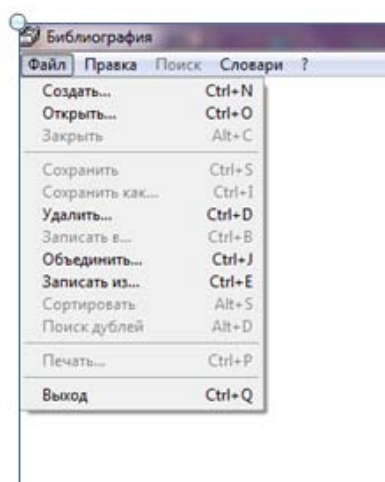 Библиография
Файл Правка Поиск Словари ?
Создать... Ctrl+N
Открыть... Ctrl+O
Закрыть Alt+C
Сохранить Ctrl+S
Сохранить как... Ctrl+I
Удалить... Ctrl+D
Записать в... Ctrl+B
Объединить... Ctrl+J
Записать из... Ctrl+E
Сортировать Alt+S
Поиск дублей Alt+D
Печать... Ctrl+P
Выход Ctrl+Q